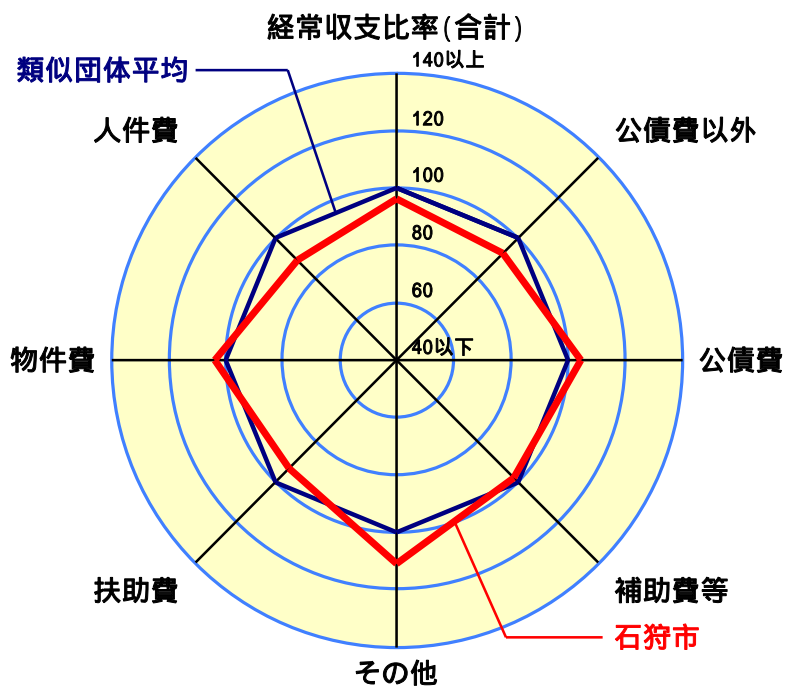 経常収支比率(合計)
類似団体平均
140以上
人件費
120
公債費以外
100
80
60
40以下
物件費
公債費
扶助費
補助費等
石狩市
その他